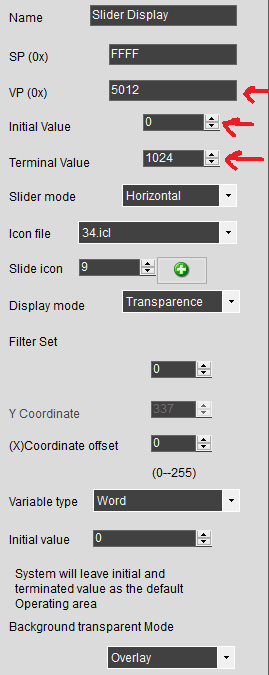 Name Slider Display
SP (0x) FFFF
VP (0x) 5012
Initial Value 0
Terminal Value 1024
Slider mode Horizontal
Icon file 34.icl
Slide icon 9
Display mode Transparence
Filter Set
0
Y Coordinate 337
(X)Coordinate offset 0
(0--255)
Variable type Word
Initial value 0
System will leave initial and
terminated value as the default
Operating area
Background transparent Mode
Overlay